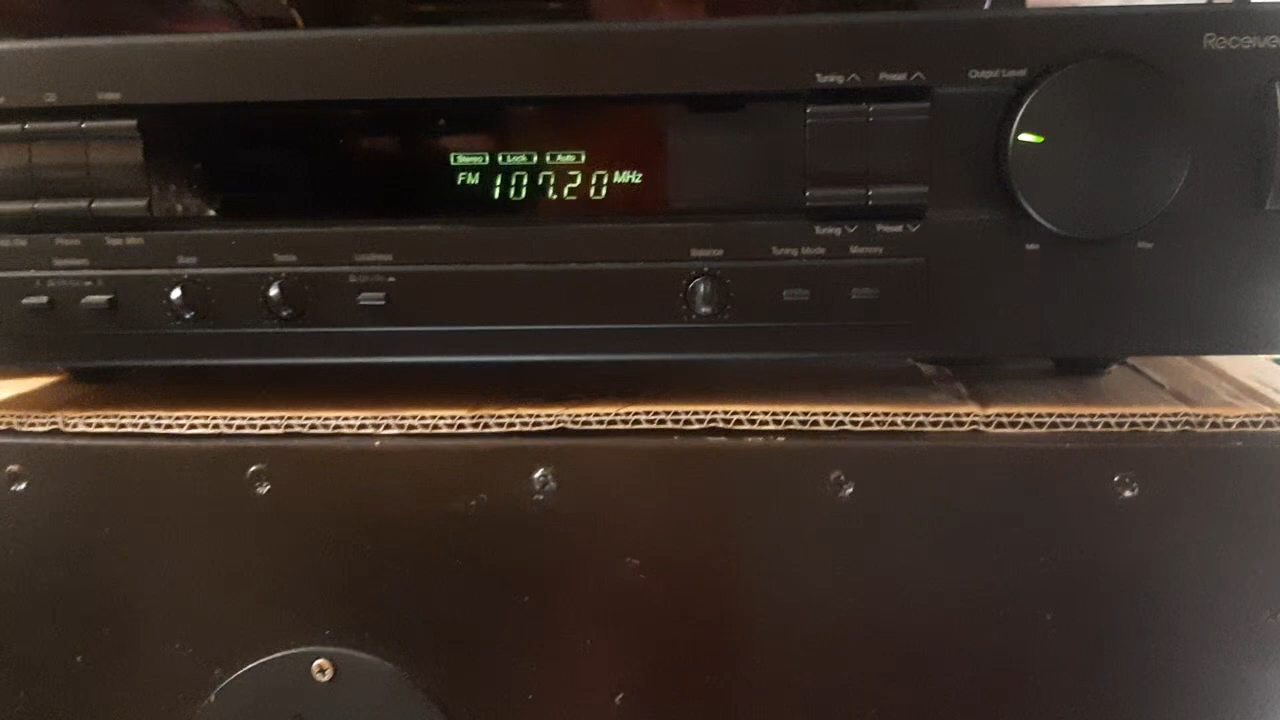 Receive
Tuning Preset Output Level
CD Video
Stereo Lock Auto
FM 107.20 MHz
Tuning Preset
Phono Tape Mon
Speakers Bass Treble Loudness Balance Tuning Mode Memory
Min Max